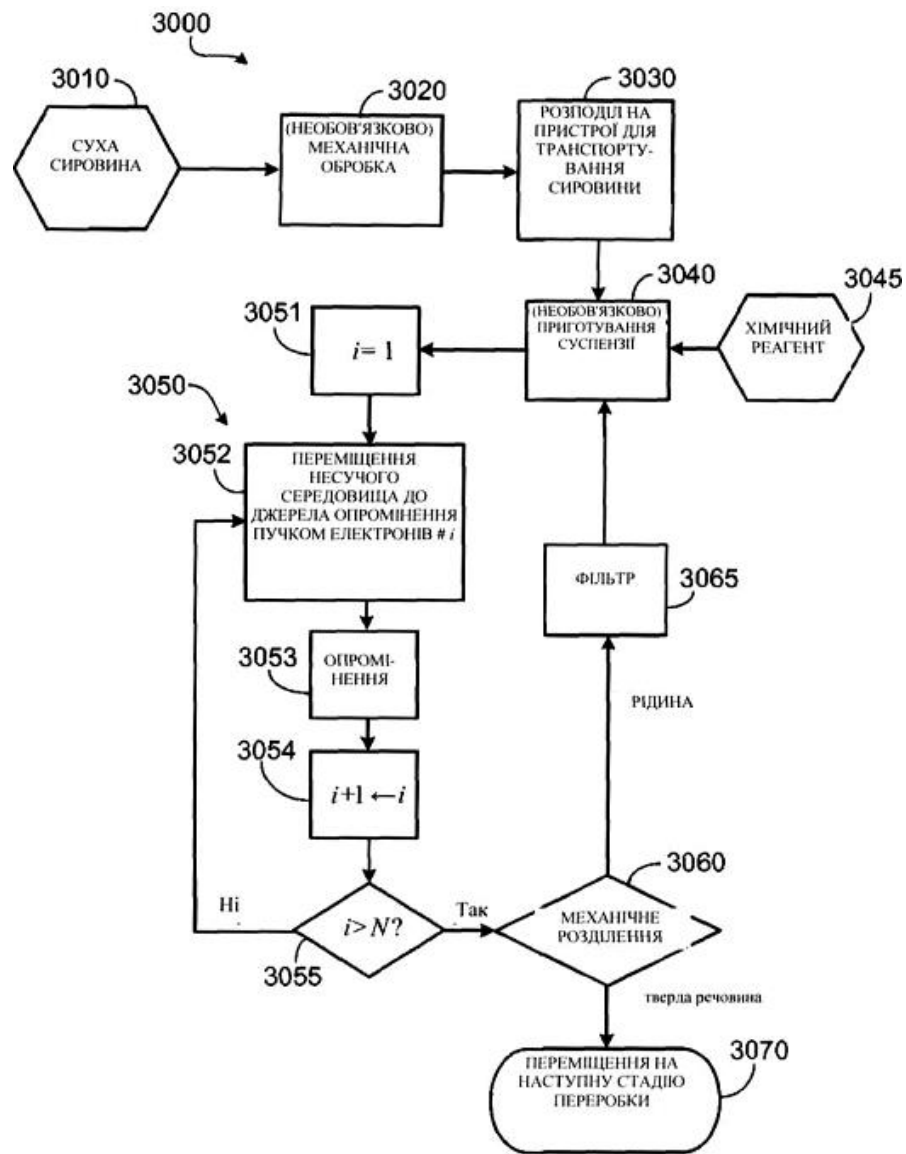 3000
3010
СУХА
СИРОВИНА
3020
(НЕОБОВ'ЯЗКОВО)
МЕХАНІЧНА
ОБРОБКА
3030
РОЗПОДІЛ НА
ПРИСТРОЇ ДЛЯ
ТРАНСПОРТУ-
ВАННЯ
СИРОВИНИ
3040
(НЕОБОВ'ЯЗКОВО)
ПРИГОТУВАННЯ
СУСПЕНЗІЇ
3045
ХІМІЧНИЙ
РЕАГЕНТ
3051
i = 1
3050
3052
ПЕРЕМІЩЕННЯ
НЕСУЧОГО
СЕРЕДОВИЩА ДО
ДЖЕРЕЛА ОПРОМІНЕННЯ
ПУЧКОМ ЕЛЕКТРОНІВ # i
ФІЛЬТР
3065
3053
ОПРОМІ-
НЕННЯ
РІДИНА
3054
i+1 ←i
3060
Ні
i > N?
Так
МЕХАНІЧНЕ
РОЗДІЛЕННЯ
3055
тверда речовина
3070
ПЕРЕМІЩЕННЯ НА
НАСТУПНУ СТАДІЮ
ПЕРЕРОБКИ